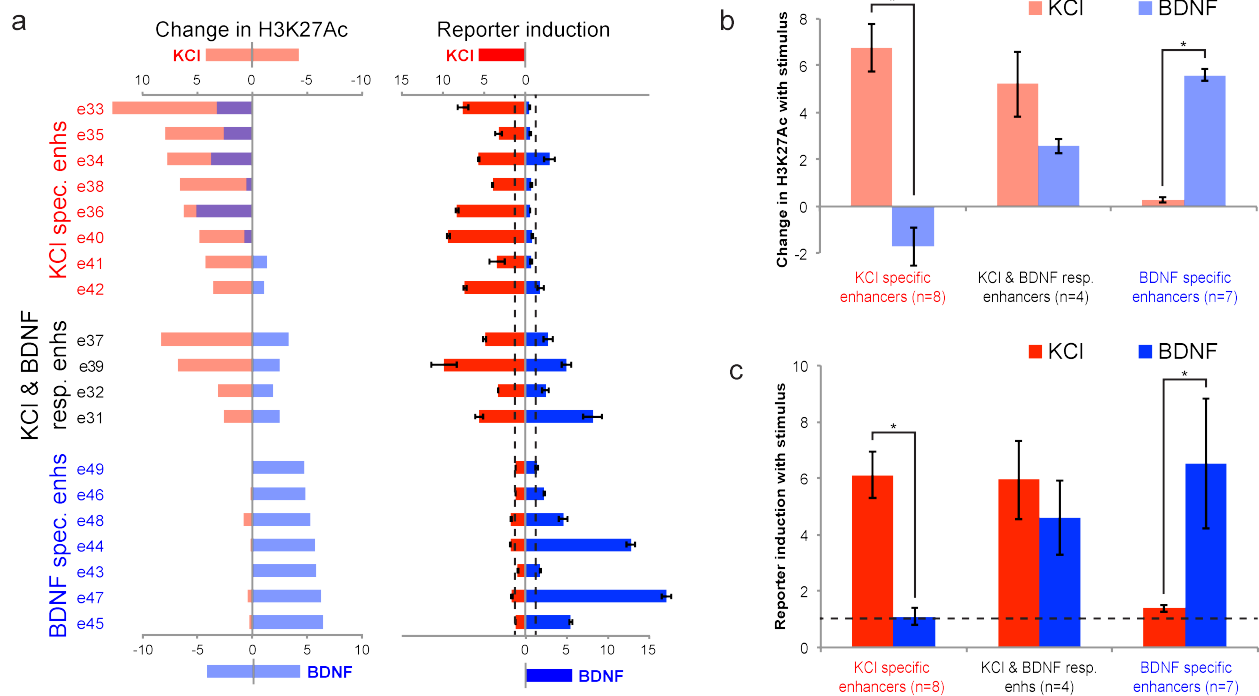 a
Change in H3K27Ac
Reporter induction
KCl
KCl
10 5 0 -5 -10
15 10 5 0
KCl spec. enhs
e33
e35
e34
e38
e36
e40
e41
e42
KCl & BDNF
resp. enhs
e37
e39
e32
e31
BDNF spec. enhs
e49
e46
e48
e44
e43
e47
e45
-10 -5 0 5 10
0 5 10 15
BDNF
BDNF
b
KCl
BDNF
Change in H3K27Ac with stimulus
8
6
4
2
0
-2
*
*
KCl specific
enhancers (n=8)
KCl & BDNF resp.
enhancers (n=4)
BDNF specific
enhancers (n=7)
c
KCl
BDNF
Reporter induction with stimulus
10
8
6
4
2
0
*
*
KCl specific
enhancers (n=8)
KCl & BDNF resp.
enhs (n=4)
BDNF specific
enhancers (n=7)